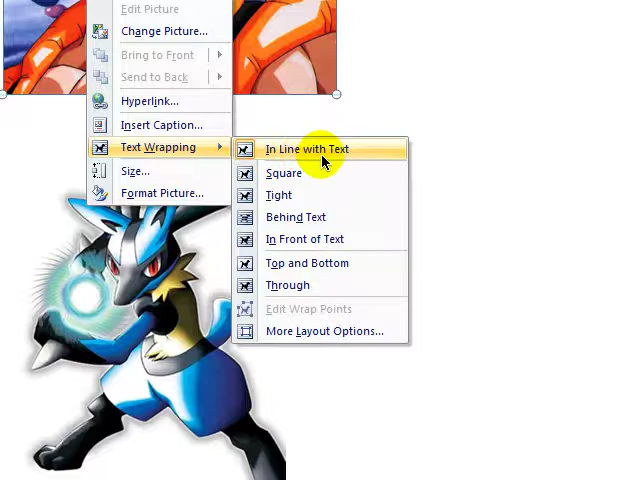 Edit Picture
Change Picture...
Bring to Front
Send to Back
Hyperlink...
Insert Caption...
Text Wrapping
Size...
Format Picture...
In Line with Text
Square
Tight
Behind Text
In Front of Text
Top and Bottom
Through
Edit Wrap Points
More Layout Options...